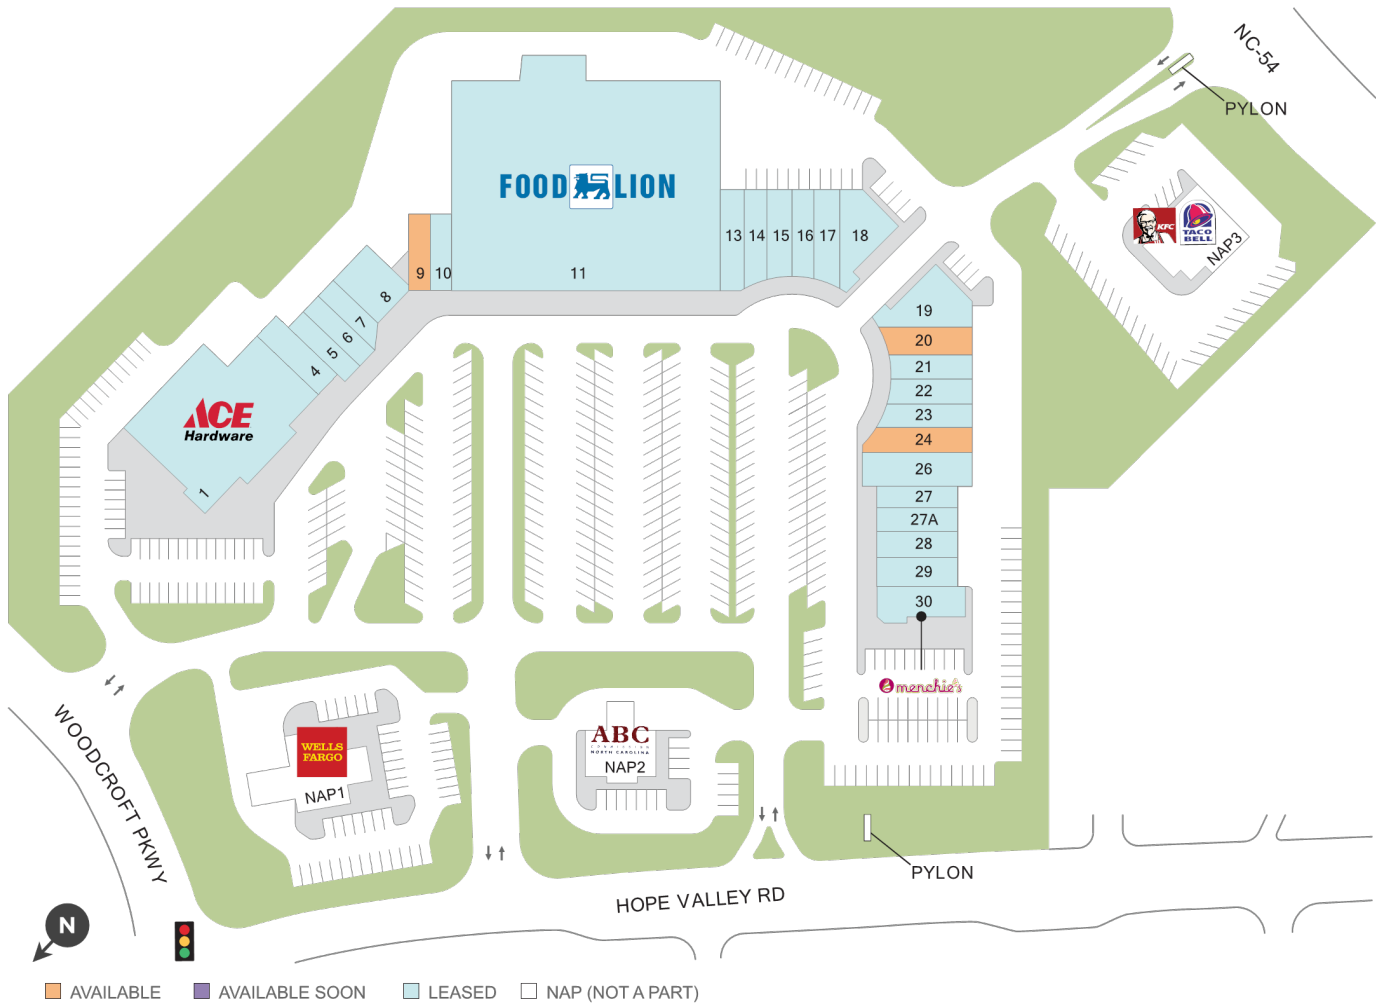 NC-54
PYLON
FOOD LION
KFC
TACO
BELL
NAP3
13
14
15
16
17
18
9
10
11
8
7
6
5
4
19
20
21
22
23
24
26
27
27A
28
29
30
ACE
Hardware
1
menchie's
WELLS
FARGO
NAP1
ABC
COMMISSION
NORTH CAROLINA
NAP2
WOODCROFT PKWY
PYLON
HOPE VALLEY RD
N
AVAILABLE
AVAILABLE SOON
LEASED
NAP (NOT A PART)